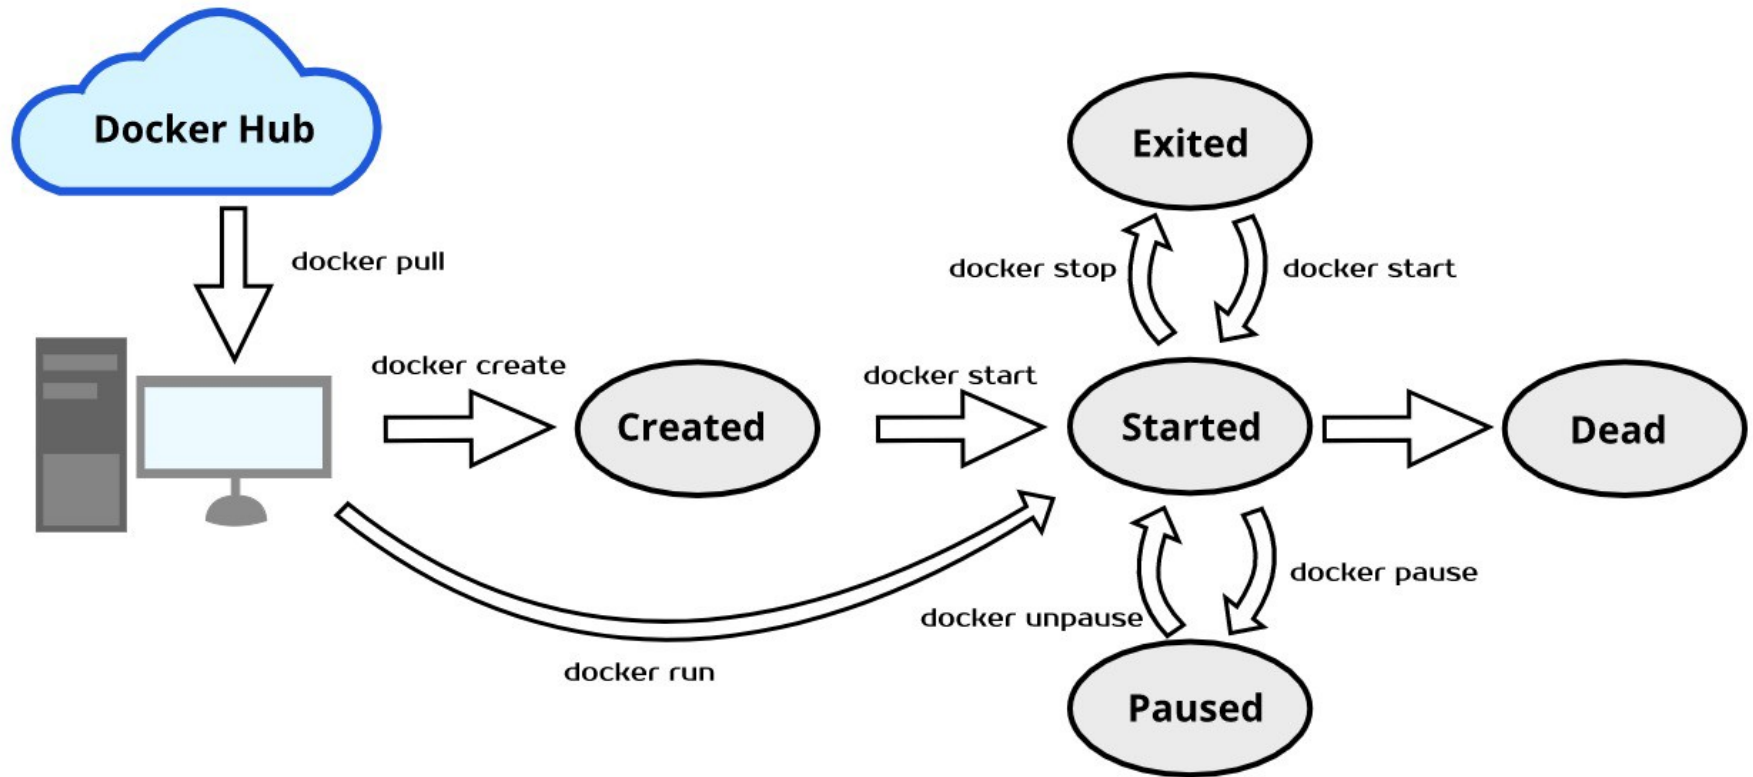 Docker Hub
docker pull
Exited
docker stop
docker start
docker create
Created
docker start
Started
Dead
docker run
docker unpause
docker pause
Paused